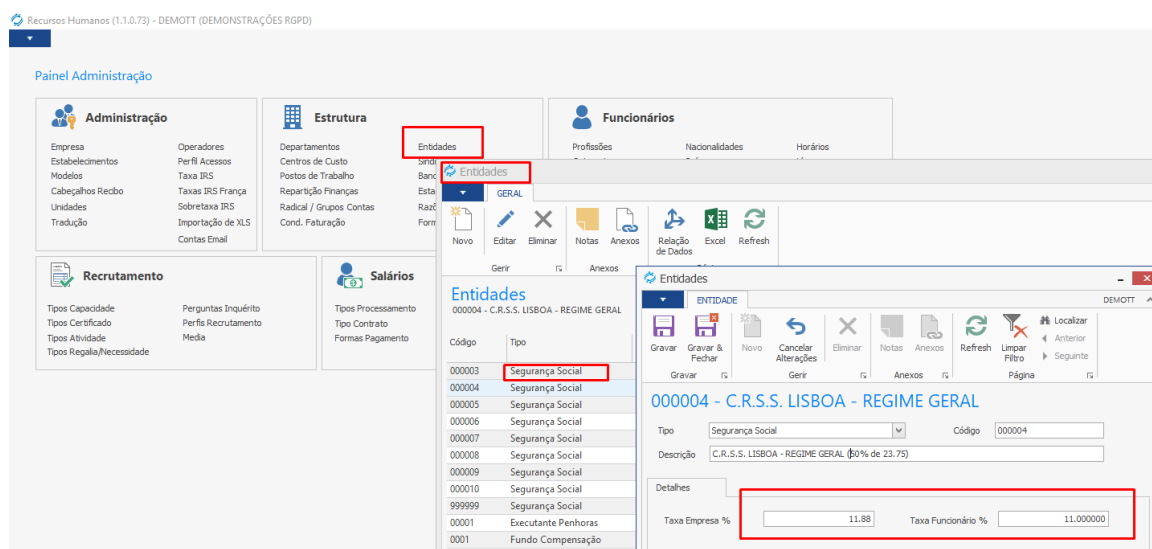 Recursos Humanos (1.1.0.73) - DEMOTT (DEMONSTRAÇÕES RGPD)
Painel Administração
Administração
Empresa Operadores
Estabelecimentos Perfil Acessos
Modelos Taxa IRS
Cabeçalhos Recibo Taxas IRS França
Unidades Sobretaxa IRS
Tradução Importação de XLS
Contas Email
Estrutura
Departamentos Entidades
Centros de Custo
Postos de Trabalho
Repartição Finanças
Radical / Grupos Contas
Cond. Faturação
Funcionários
Profissões Nacionalidades Horários
Recrutamento
Tipos Capacidade Perguntas Inquérito
Tipos Certificado Perfis Recrutamento
Tipos Atividade Media
Tipos Regalia/Necessidade
Salários
Tipos Processamento
Tipo Contrato
Formas Pagamento
Entidades
GERAL
Novo Editar Eliminar Notas Anexos Relação de Dados Excel Refresh
Gerir Anexos
Entidades
000004 - C.R.S.S. LISBOA - REGIME GERAL
Código Tipo
000003 Segurança Social
000004 Segurança Social
000005 Segurança Social
000006 Segurança Social
000007 Segurança Social
000008 Segurança Social
000009 Segurança Social
000010 Segurança Social
999999 Segurança Social
00001 Executante Penhoras
0001 Fundo Compensação
Entidades
ENTIDADE DEMOTT
Gravar Gravar & Fechar Novo Cancelar Alterações Eliminar Notas Anexos Refresh Limpar Filtro
Localizar
Anterior
Seguinte
Gravar Gerir Anexos Página
000004 - C.R.S.S. LISBOA - REGIME GERAL
Tipo Segurança Social Código 000004
Descrição C.R.S.S. LISBOA - REGIME GERAL (50% de 23.75)
Detalhes
Taxa Empresa % 11.88 Taxa Funcionário % 11.000000